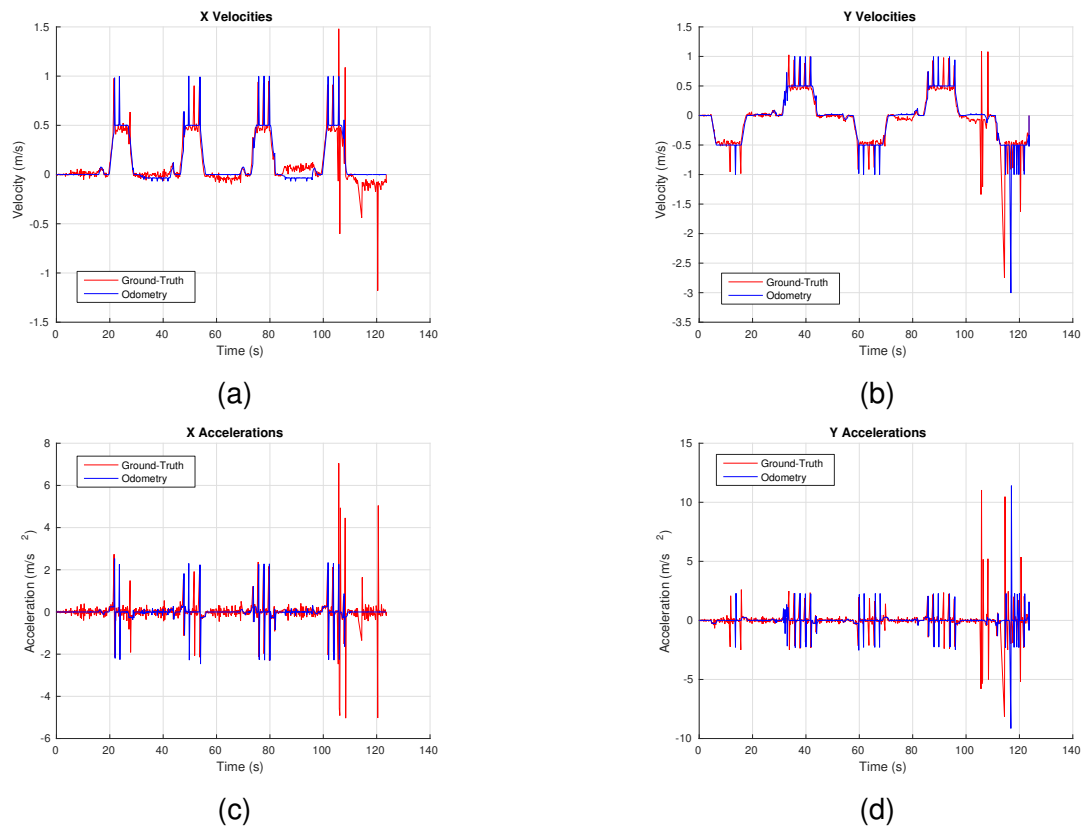 X Velocities
1.5
1
0.5
0
-0.5
-1
-1.5
Velocity (m/s)
0 20 40 60 80 100 120 140
Time (s)
Ground-Truth
Odometry
(a)
Y Velocities
1.5
1
0.5
0
-0.5
-1
-1.5
-2
-2.5
-3
-3.5
Velocity (m/s)
0 20 40 60 80 100 120 140
Time (s)
Ground-Truth
Odometry
(b)
X Accelerations
8
6
4
2
0
-2
-4
-6
Acceleration (m/s 2)
0 20 40 60 80 100 120 140
Time (s)
Ground-Truth
Odometry
(c)
Y Accelerations
15
10
5
0
-5
-10
Acceleration (m/s 2)
0 20 40 60 80 100 120 140
Time (s)
Ground-Truth
Odometry
(d)